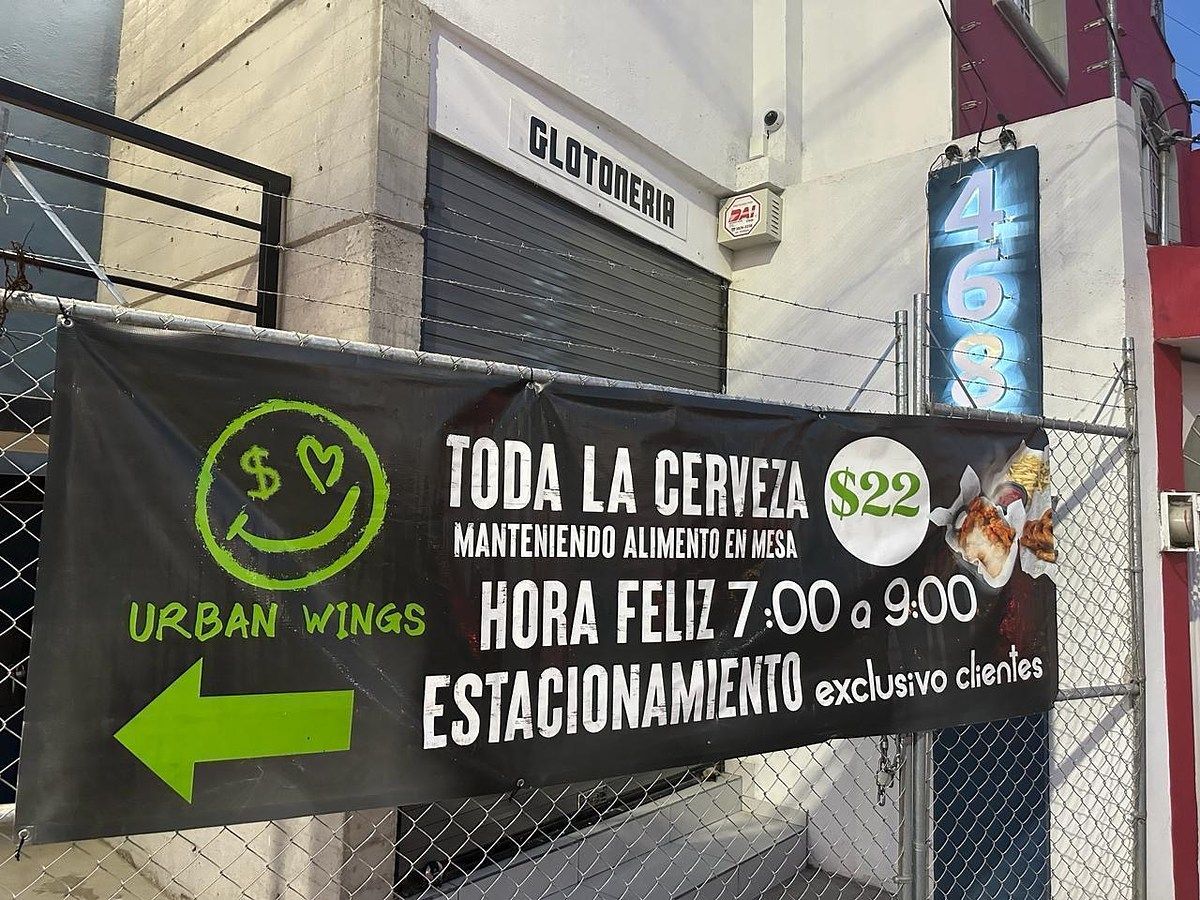 GLOTONERIA
DAI
468
$
TODA LA CERVEZA $22
MANTENIENDO ALIMENTO EN MESA
HORA FELIZ 7:00 a 9:00
ESTACIONAMIENTO exclusivo clientes
URBAN WINGS